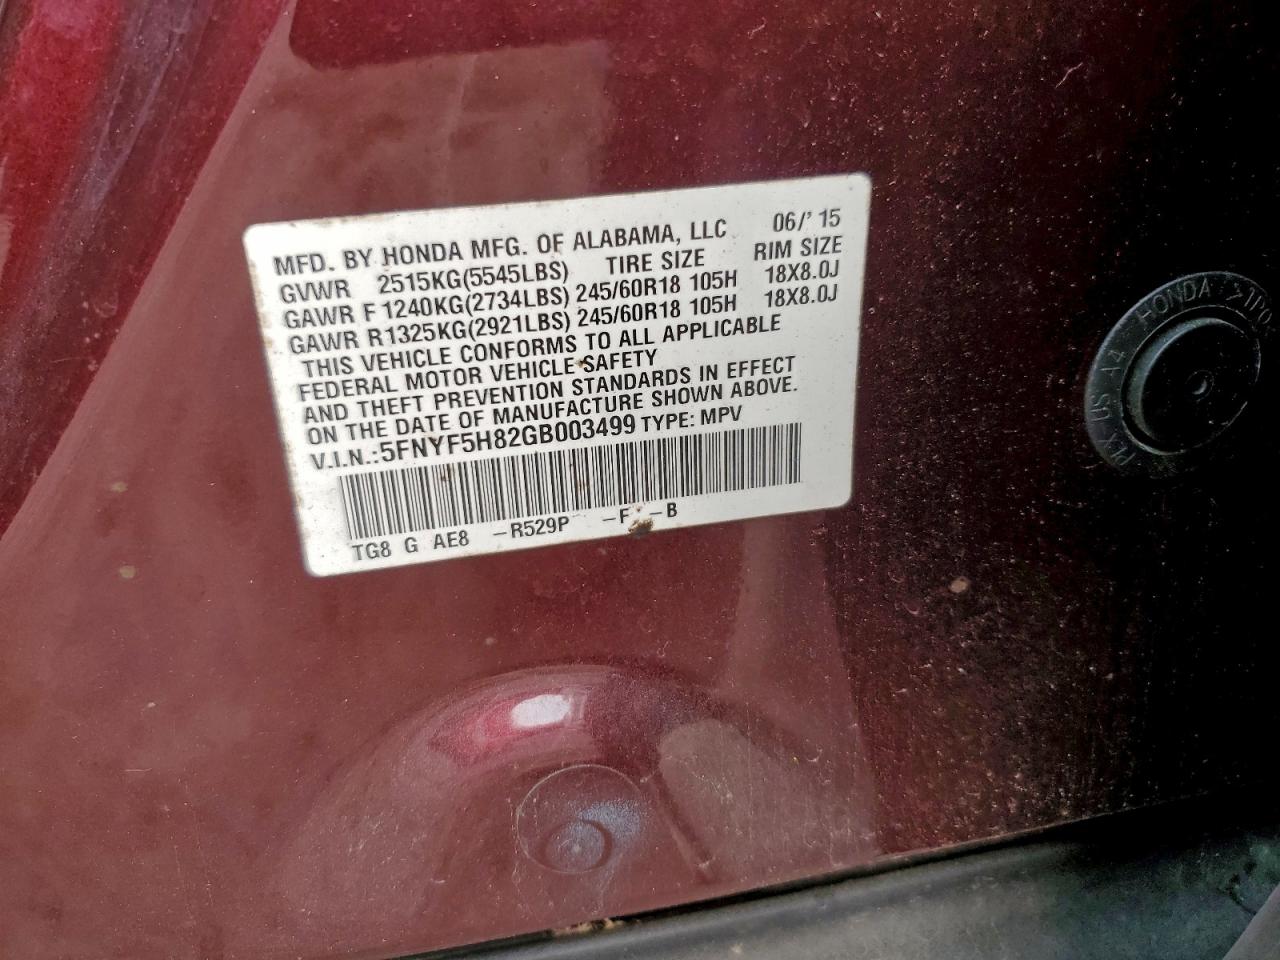 MFD. BY HONDA MFG. OF ALABAMA, LLC 06/'15
GVWR 2515KG(5545LBS) TIRE SIZE RIM SIZE
GAWR F 1240KG(2734LBS) 245/60R18 105H 18X8.0J
GAWR R1325KG(2921LBS) 245/60R18 105H 18X8.0J
THIS VEHICLE CONFORMS TO ALL APPLICABLE
FEDERAL MOTOR VEHICLE SAFETY
AND THEFT PREVENTION STANDARDS IN EFFECT
ON THE DATE OF MANUFACTURE SHOWN ABOVE.
V.I.N.:5FNYF5H82GB003499 TYPE: MPV
TG8 G AE8 -R529P -F -B
US A4 HONDA